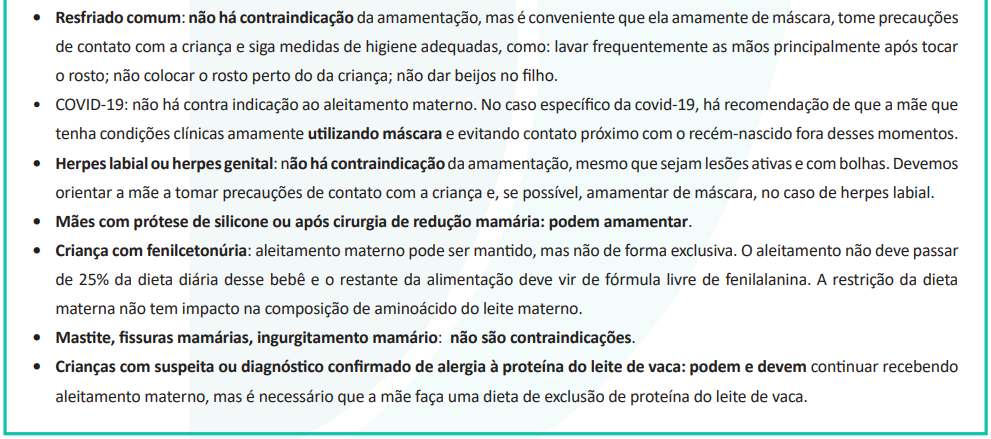 • Resfriado comum: não há contraindicação da amamentação, mas é conveniente que ela amamente de máscara, tome precauções
de contato com a criança e siga medidas de higiene adequadas, como: lavar frequentemente as mãos principalmente após tocar
o rosto; não colocar o rosto perto do da criança; não dar beijos no filho.
• COVID-19: não há contra indicação ao aleitamento materno. No caso específico da covid-19, há recomendação de que a mãe que
tenha condições clínicas amamente utilizando máscara e evitando contato próximo com o recém-nascido fora desses momentos.
• Herpes labial ou herpes genital: não há contraindicação da amamentação, mesmo que sejam lesões ativas e com bolhas. Devemos
orientar a mãe a tomar precauções de contato com a criança e, se possível, amamentar de máscara, no caso de herpes labial.
• Mães com prótese de silicone ou após cirurgia de redução mamária: podem amamentar.
• Criança com fenilcetonúria: aleitamento materno pode ser mantido, mas não de forma exclusiva. O aleitamento não deve passar
de 25% da dieta diária desse bebê e o restante da alimentação deve vir de fórmula livre de fenilalanina. A restrição da dieta
materna não tem impacto na composição de aminoácido do leite materno.
• Mastite, fissuras mamárias, ingurgitamento mamário: não são contraindicações.
• Crianças com suspeita ou diagnóstico confirmado de alergia à proteína do leite de vaca: podem e devem continuar recebendo
aleitamento materno, mas é necessário que a mãe faça uma dieta de exclusão de proteína do leite de vaca.